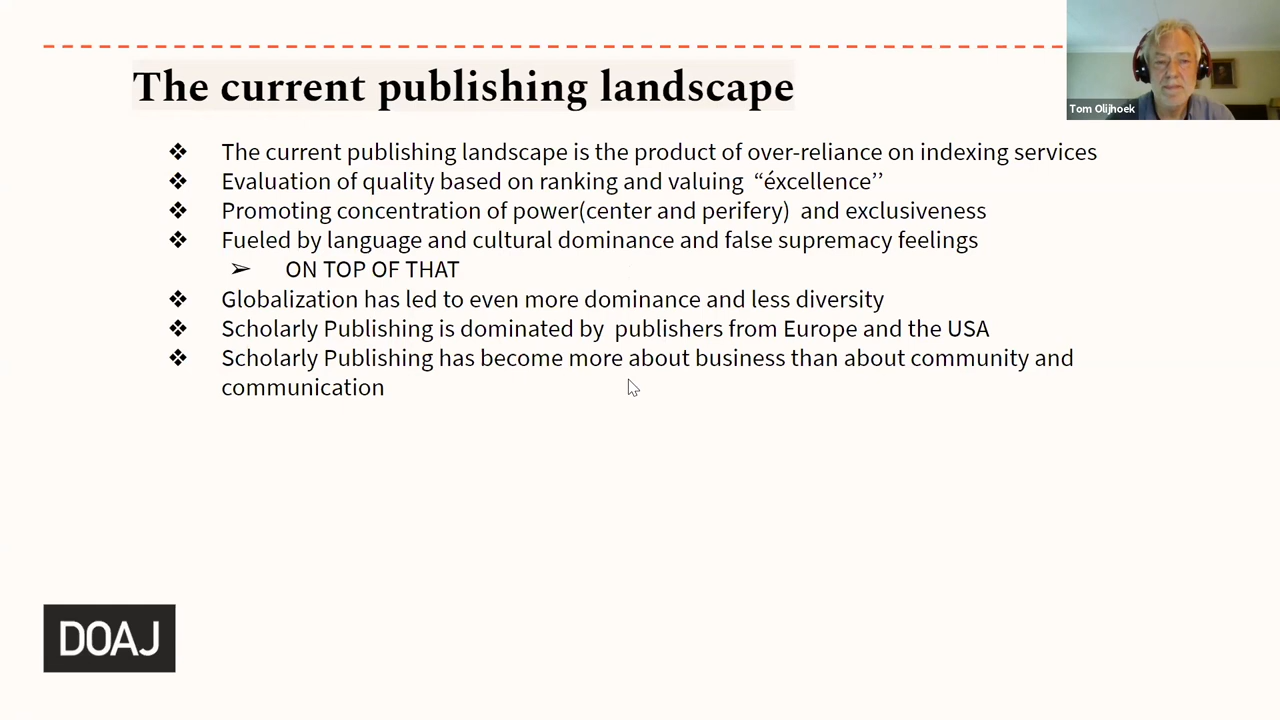 The current publishing landscape
Tom Olijhoek
❖ The current publishing landscape is the product of over-reliance on indexing services
❖ Evaluation of quality based on ranking and valuing “éxcellence’’
❖ Promoting concentration of power(center and perifery) and exclusiveness
❖ Fueled by language and cultural dominance and false supremacy feelings
➢ ON TOP OF THAT
❖ Globalization has led to even more dominance and less diversity
❖ Scholarly Publishing is dominated by publishers from Europe and the USA
❖ Scholarly Publishing has become more about business than about community and
communication
DOAJ